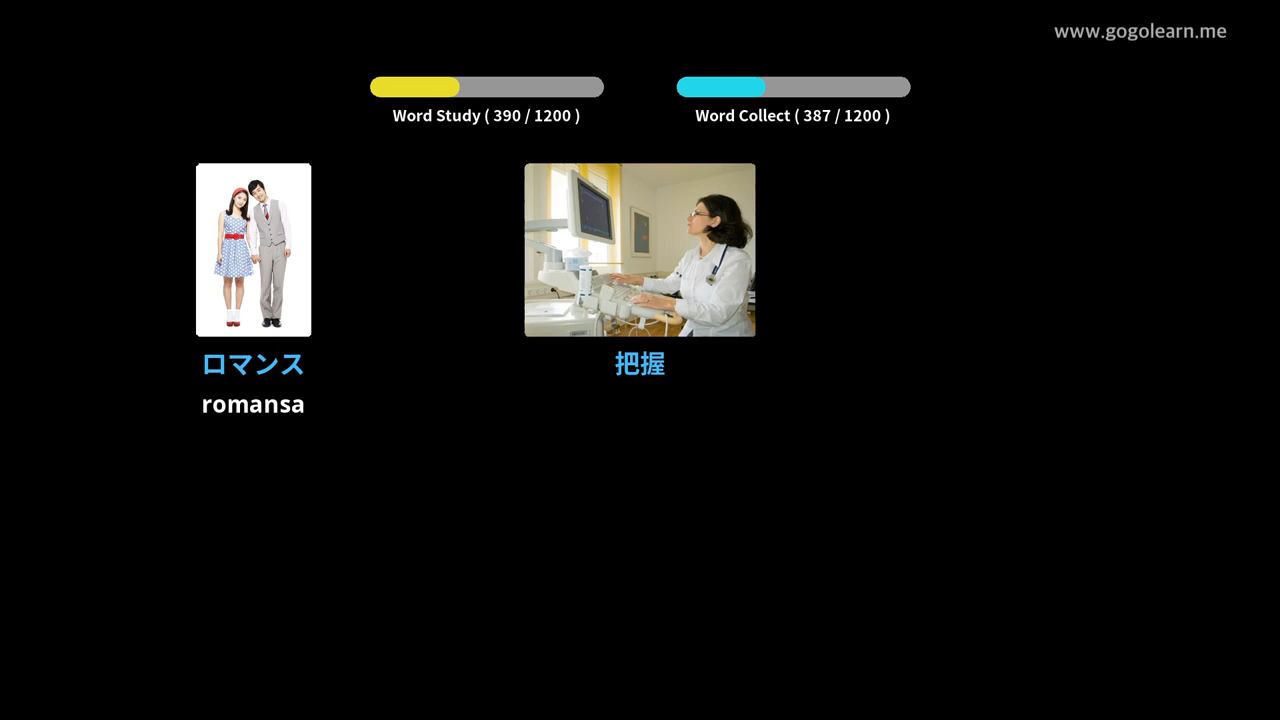 www.gogolearn.me
Word Study ( 390 / 1200 )
Word Collect ( 387 / 1200 )
ロマンス
把握
romansa